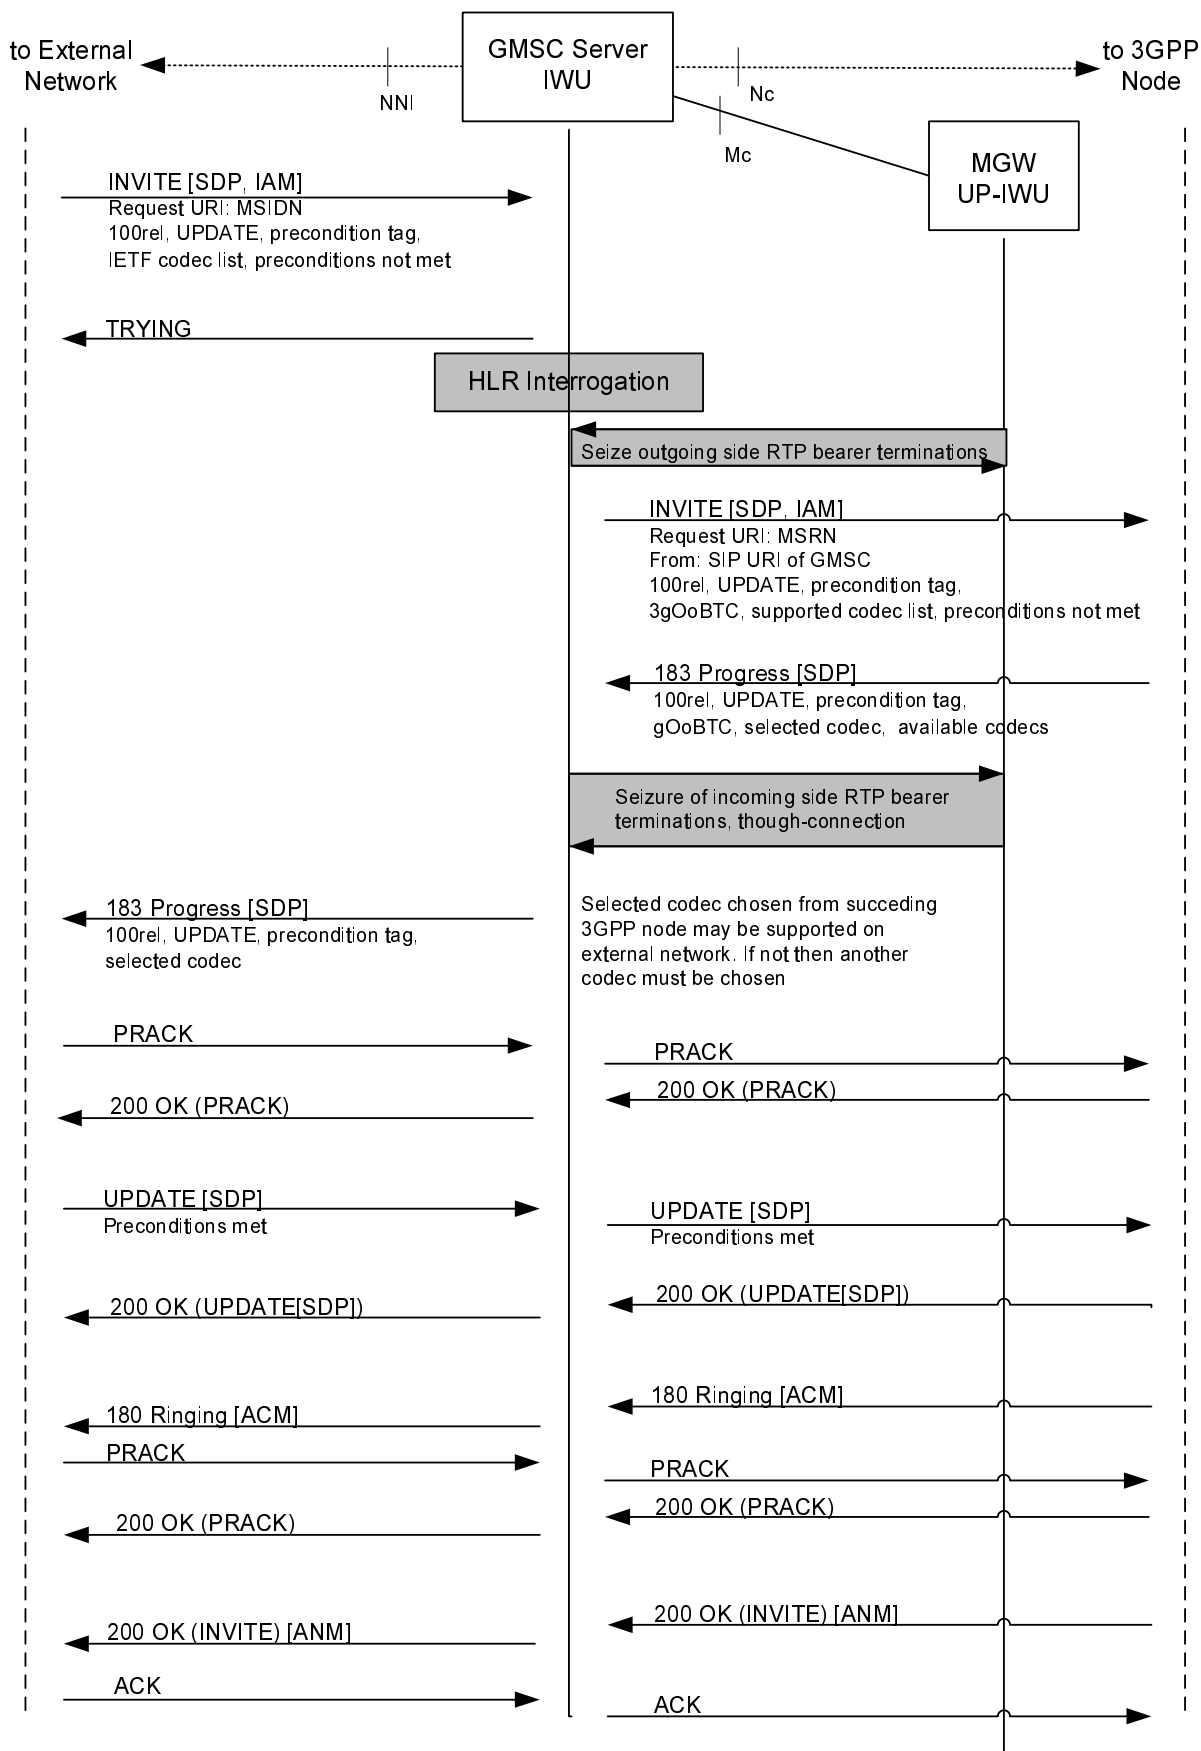 to External
Network
GMSC Server
IWU
to 3GPP
Node
NNI
Nc
Mc
MGW
UP-IWU
INVITE [SDP, IAM]
Request URI: MSIDN
100rel, UPDATE, precondition tag,
IETF codec list, preconditions not met
TRYING
HLR Interrogation
Seize outgoing side RTP bearer terminations
INVITE [SDP, IAM]
Request URI: MSRN
From: SIP URI of GMSC
100rel, UPDATE, precondition tag,
3gOoBTC, supported codec list, preconditions not met
183 Progress [SDP]
100rel, UPDATE, precondition tag,
gOoBTC, selected codec, available codecs
Seizure of incoming side RTP bearer
terminations, though-connection
183 Progress [SDP]
100rel, UPDATE, precondition tag,
selected codec
Selected codec chosen from succeding
3GPP node may be supported on
external network. If not then another
codec must be chosen
PRACK
PRACK
200 OK (PRACK)
200 OK (PRACK)
UPDATE [SDP]
Preconditions met
UPDATE [SDP]
Preconditions met
200 OK (UPDATE[SDP])
200 OK (UPDATE[SDP])
180 Ringing [ACM]
180 Ringing [ACM]
PRACK
PRACK
200 OK (PRACK)
200 OK (PRACK)
200 OK (INVITE) [ANM]
200 OK (INVITE) [ANM]
ACK
ACK